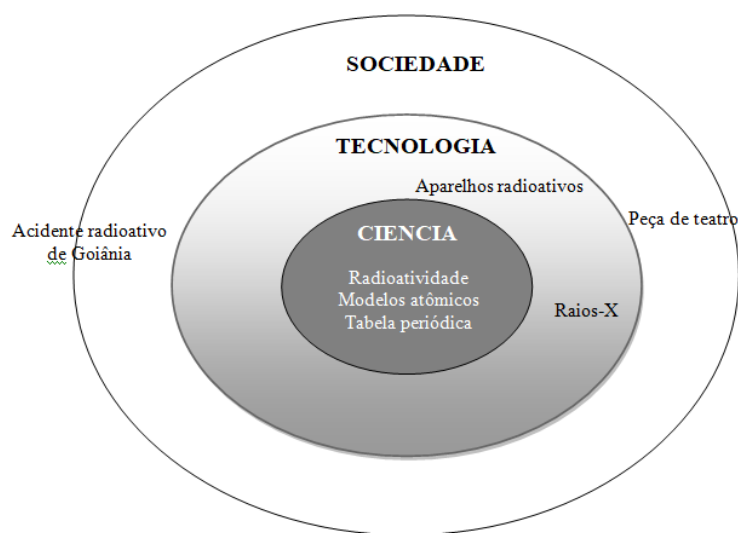 SOCIEDADE
TECNOLOGIA
Aparelhos radioativos
Acidente radioativo
de Goiânia
Peça de teatro
CIENCIA
Radioatividade
Modelos atômicos
Tabela periódica
Raios-X